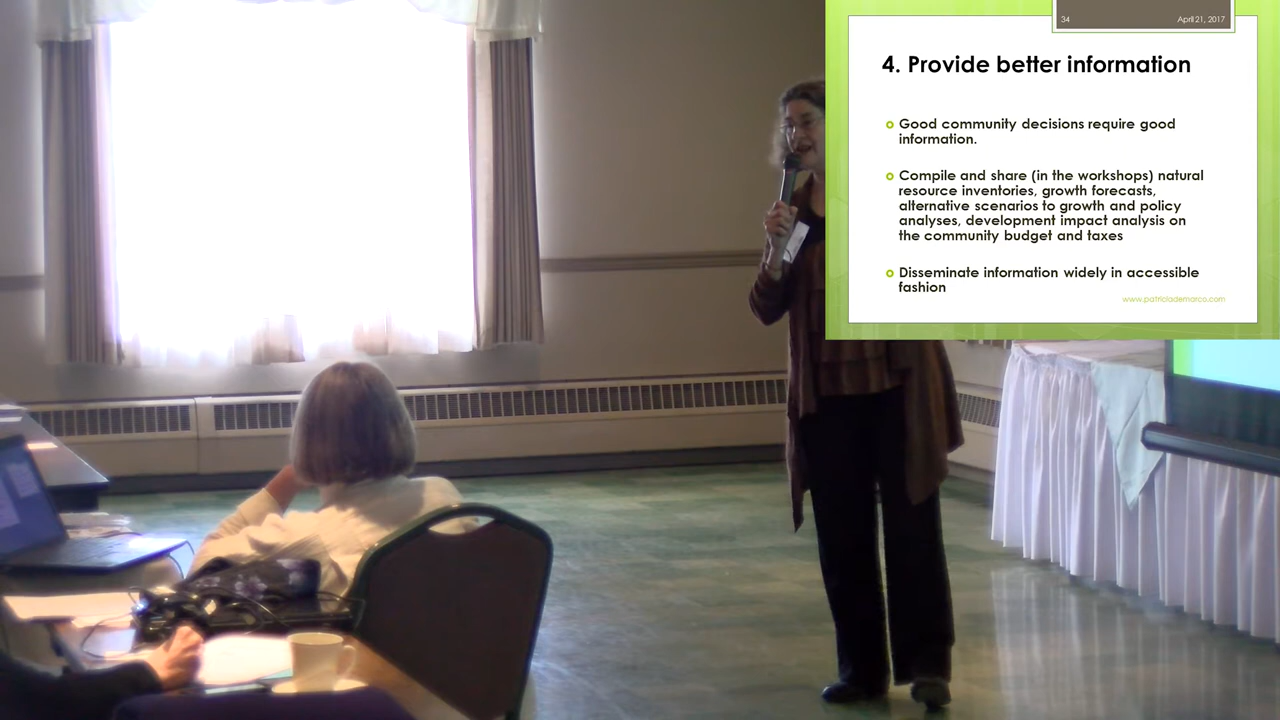 34
April 21, 2017
4. Provide better information
Good community decisions require good
information.
Compile and share (in the workshops) natural
resource inventories, growth forecasts,
alternative scenarios to growth and policy
analyses, development impact analysis on
the community budget and taxes
Disseminate information widely in accessible
fashion
www.patriciademarco.com